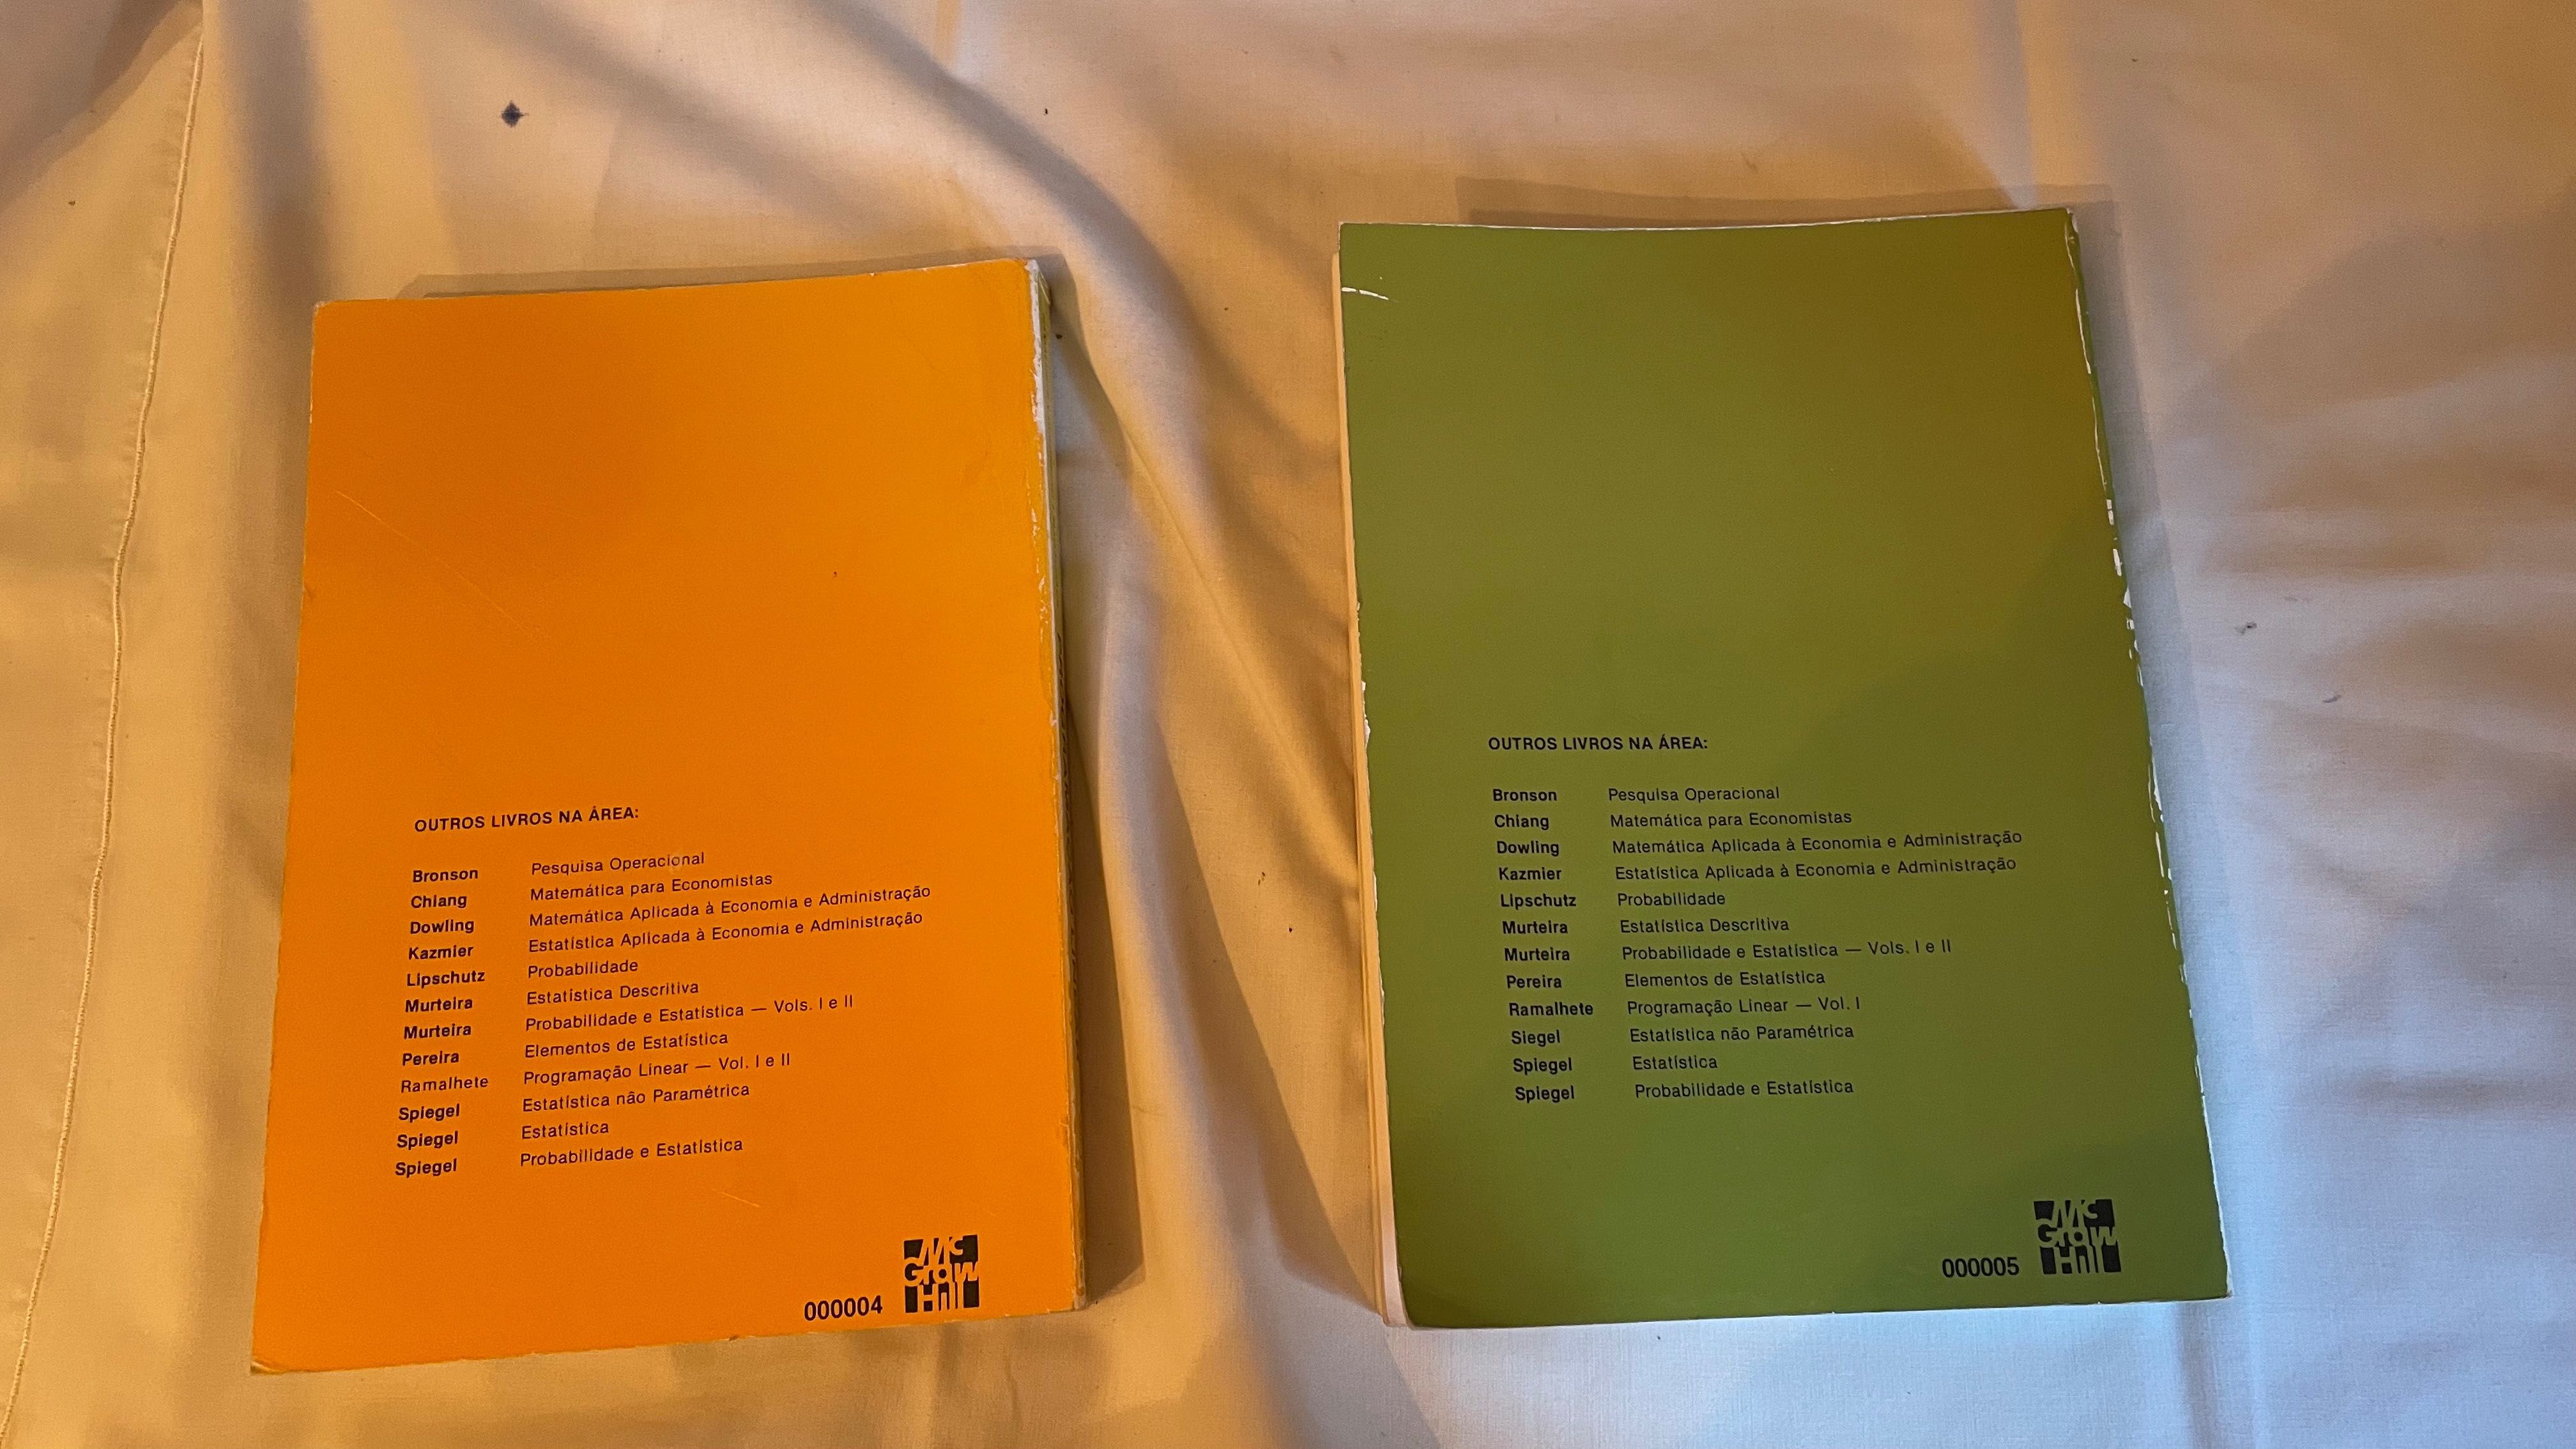 OUTROS LIVROS NA ÁREA:
Bronson Pesquisa Operacional
Chiang Matemática para Economistas
Dowling Matemática Aplicada à Economia e Administração
Kazmier Estatística Aplicada à Economia e Administração
Lipschutz Probabilidade
Murteira Estatística Descritiva
Murteira Probabilidade e Estatística — Vols. I e II
Pereira Elementos de Estatística
Ramalhete Programação Linear — Vol. I e II
Spiegel Estatística não Paramétrica
Spiegel Estatística
Spiegel Probabilidade e Estatística
000004
Mc
Graw
Hill
OUTROS LIVROS NA ÁREA:
Bronson Pesquisa Operacional
Chiang Matemática para Economistas
Dowling Matemática Aplicada à Economia e Administração
Kazmier Estatística Aplicada à Economia e Administração
Lipschutz Probabilidade
Murteira Estatística Descritiva
Murteira Probabilidade e Estatística — Vols. I e II
Pereira Elementos de Estatística
Ramalhete Programação Linear — Vol. I
Siegel Estatística não Paramétrica
Spiegel Estatística
Spiegel Probabilidade e Estatística
000005
Mc
Graw
Hill